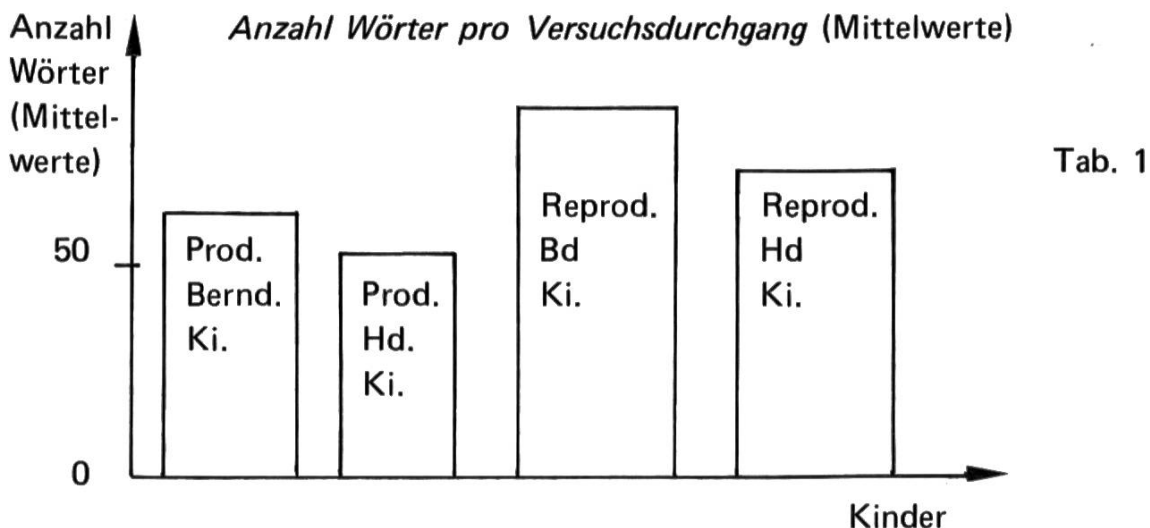 Anzahl Wörter pro Versuchsdurchgang (Mittelwerte)
Anzahl
Wörter
(Mittel-
werte)
Tab. 1
50
0
Prod.
Bernd.
Ki.
Prod.
Hd.
Ki.
Reprod.
Bd
Ki.
Reprod.
Hd
Ki.
Kinder